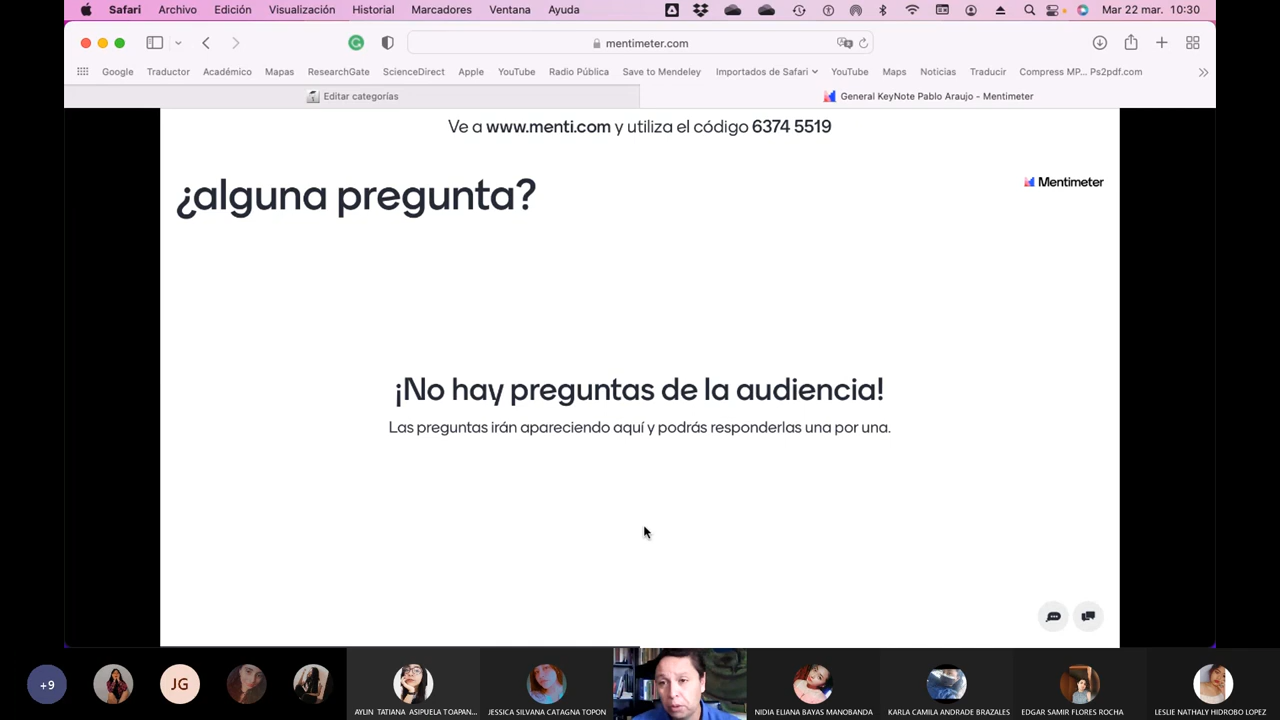 Safari Archivo Edición Visualización Historial Marcadores Ventana Ayuda Mar 22 mar. 10:30
mentimeter.com
Google Traductor Académico Mapas ResearchGate ScienceDirect Apple YouTube Radio Pública Save to Mendeley Importados de Safari YouTube Maps Noticias Traducir Compress MP... Ps2pdf.com
Editar categorías General KeyNote Pablo Araujo - Mentimeter
Ve a www.menti.com y utiliza el código 6374 5519
¿alguna pregunta?
Mentimeter
¡No hay preguntas de la audiencia!
Las preguntas irán apareciendo aquí y podrás responderlas una por una.
+9 JG
AYLIN TATIANA ASIPUELA TOAPAN... JESSICA SILVANA CATAGNA TOPON NIDIA ELIANA BAYAS MANOBANDA KARLA CAMILA ANDRADE BRAZALES EDGAR SAMIR FLORES ROCHA LESLIE NATHALY HIDROBO LOPEZ